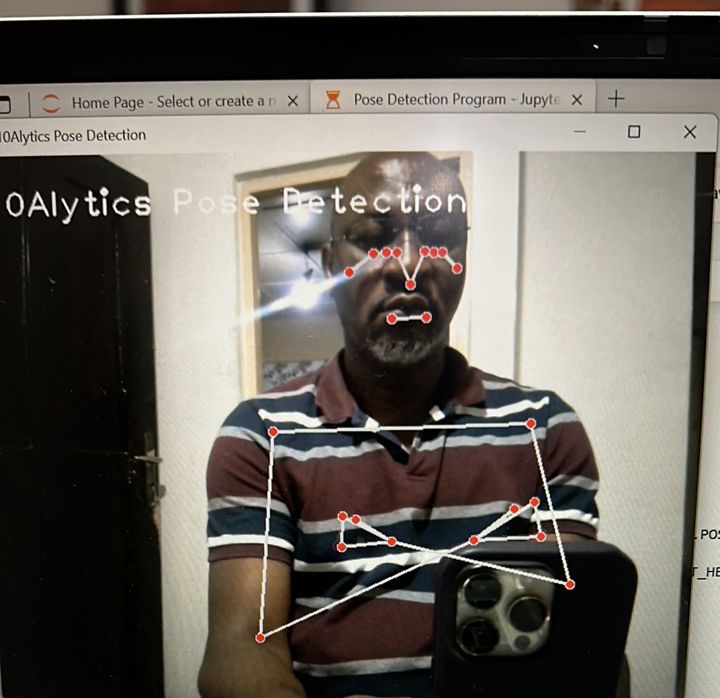 Home Page - Select or create a n
Pose Detection Program - Jupyte
0Alytics Pose Detection
0Alytics Pose Detection